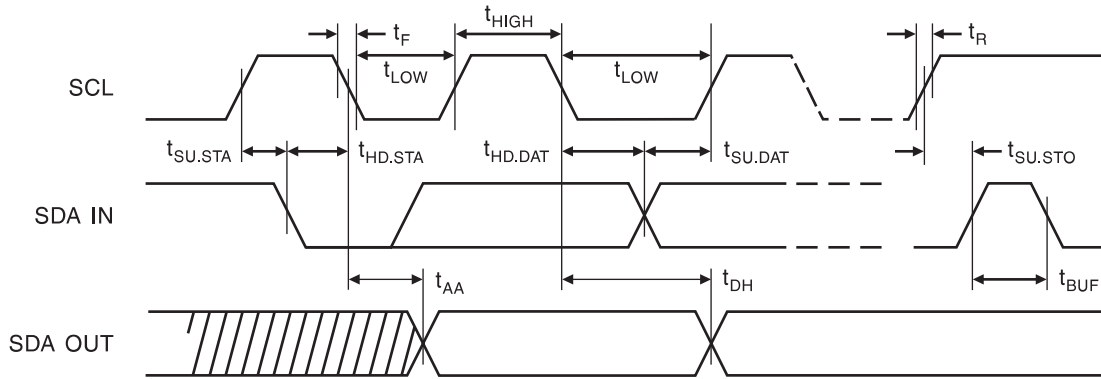 tHIGH
tF
tR
tLOW
tLOW
SCL
tSU.STA
tHD.STA
tHD.DAT
tSU.DAT
tSU.STO
SDA IN
tAA
tDH
tBUF
SDA OUT